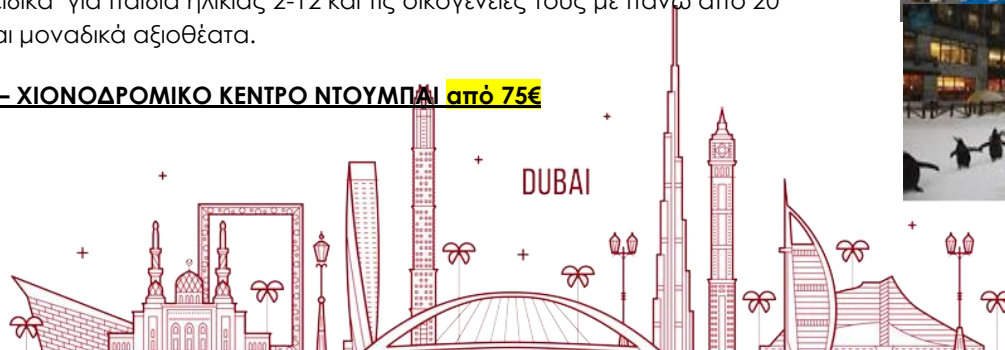 για παιδιά ηλικίας 2-12 και τις οικογένειές τους με πάνω από 20
μοναδικά αξιοθέατα.
– ΧΙΟΝΟΔΡΟΜΙΚΟ ΚΕΝΤΡΟ ΝΤΟΥΜΠΑΙ από 75€
DUBAI